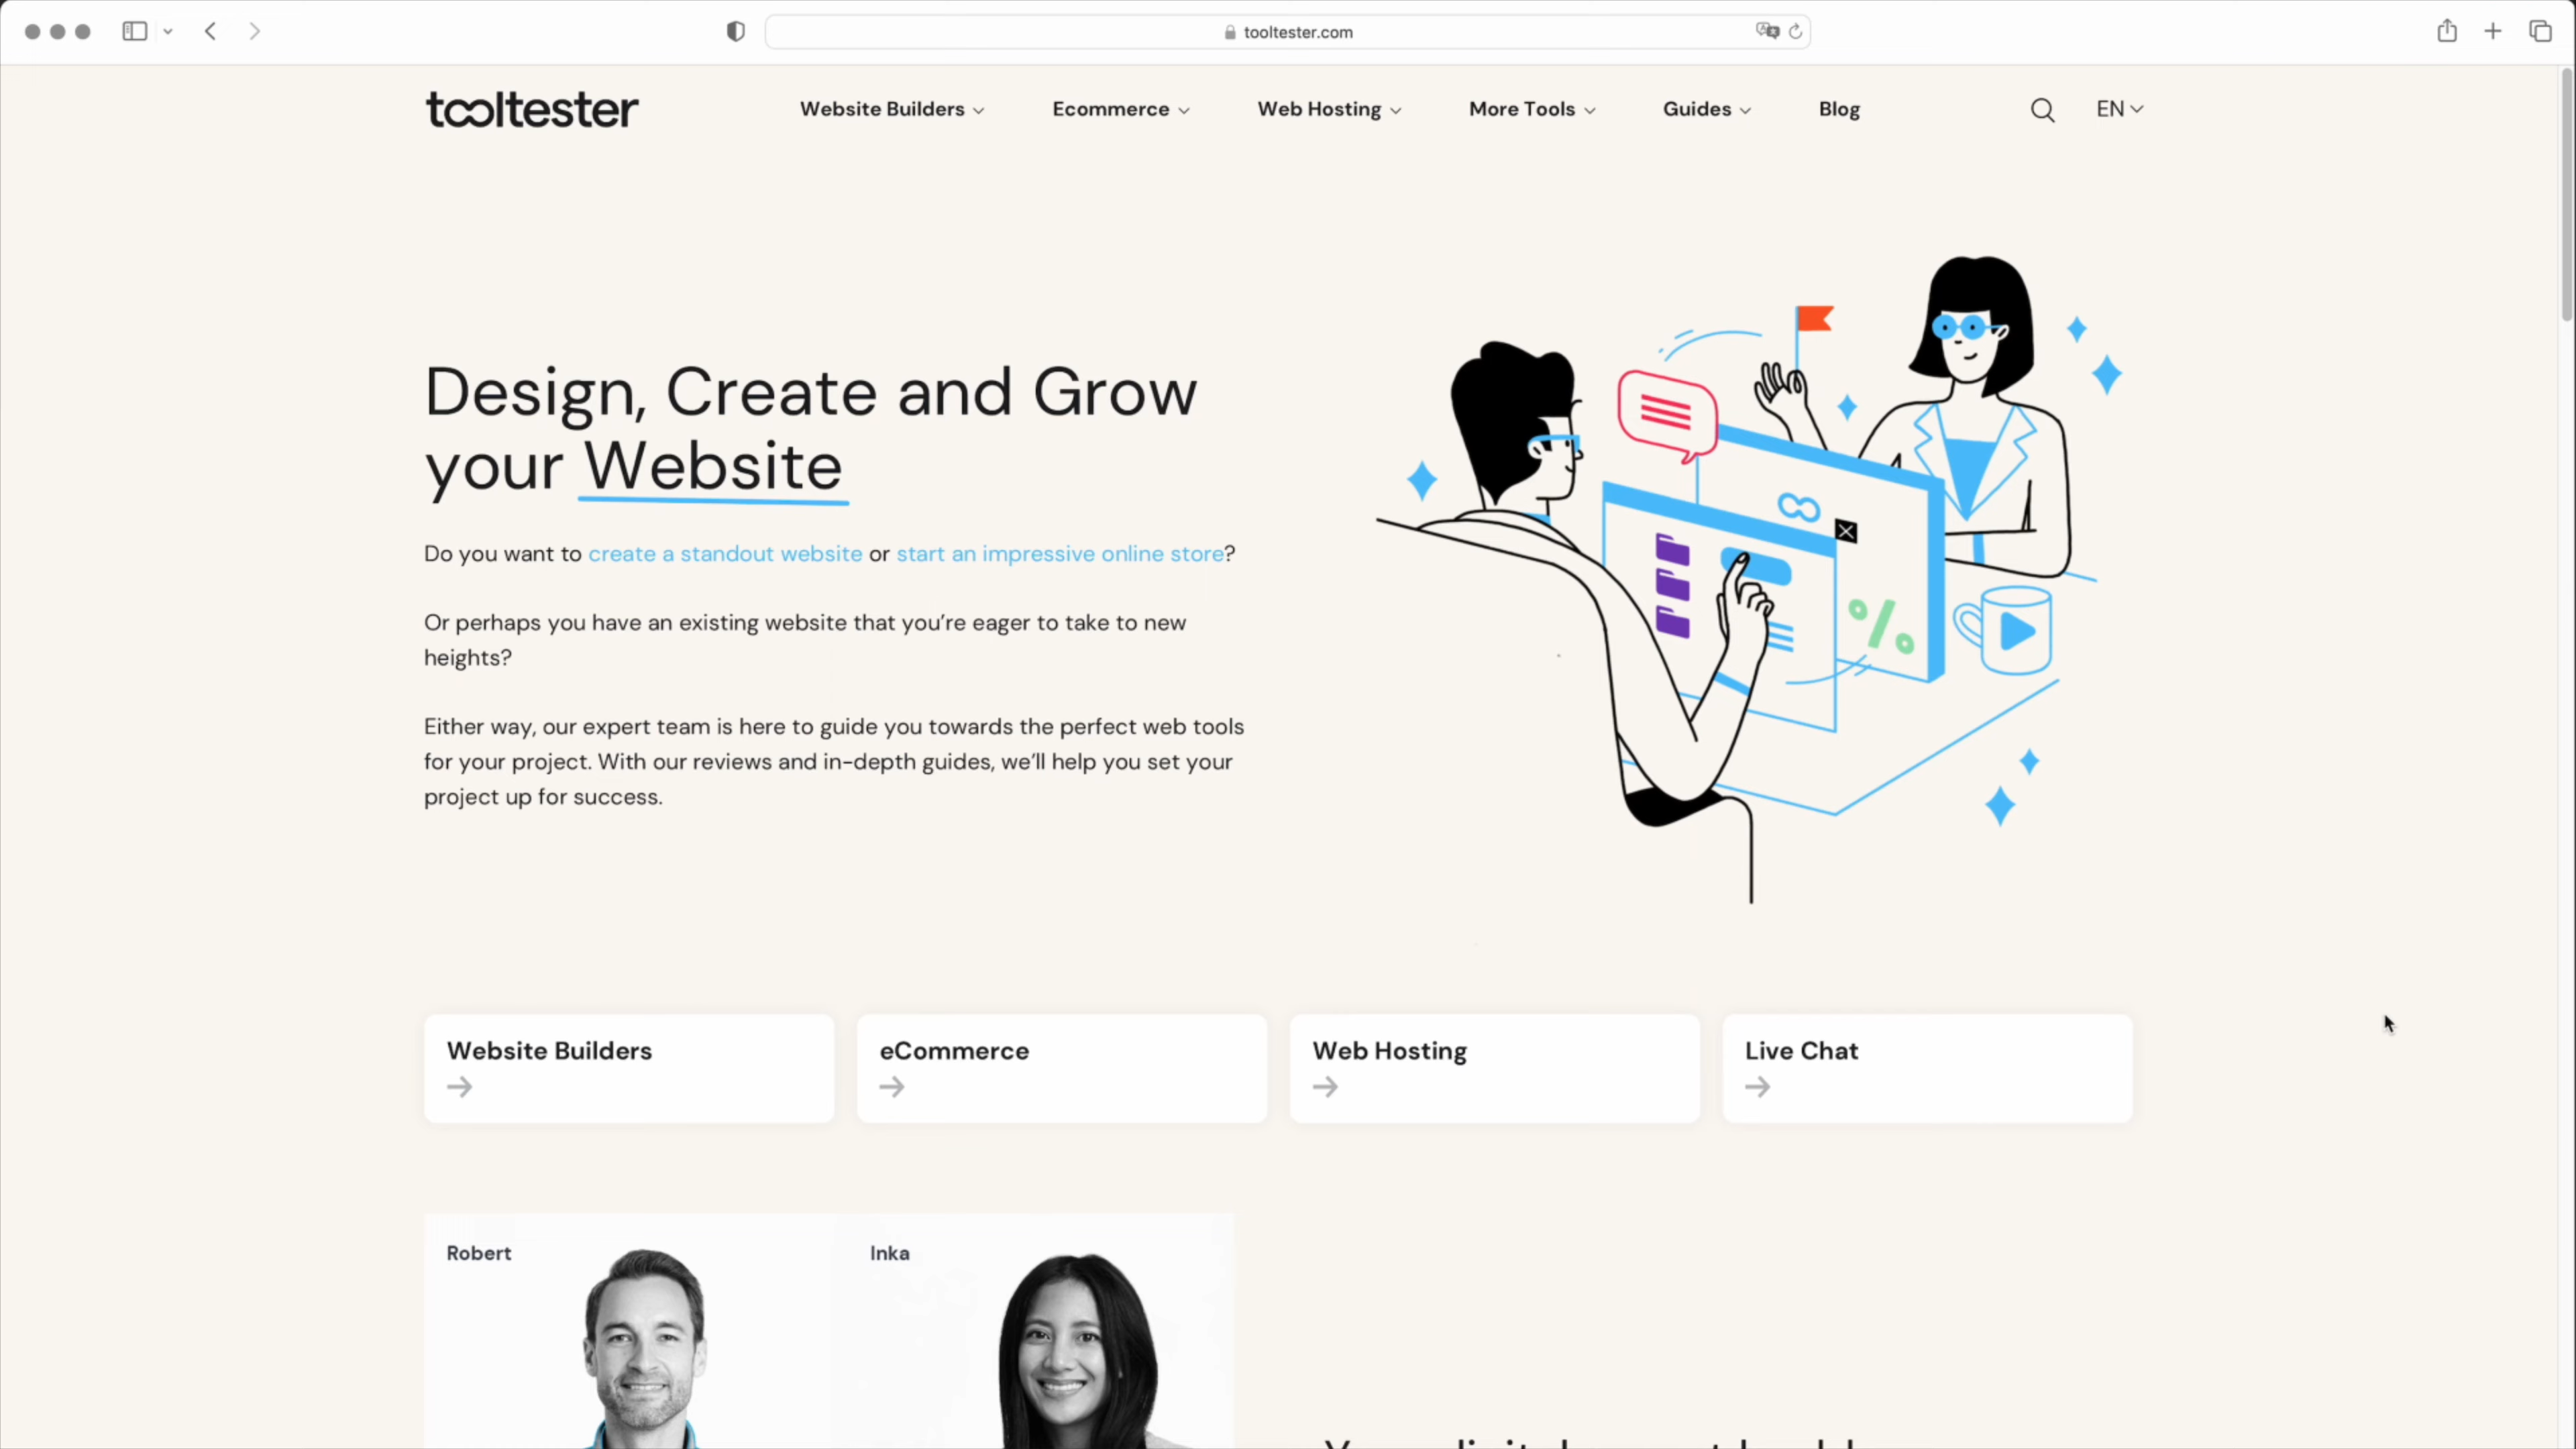 tooltester.com
tooltester
Website Builders
Ecommerce
Web Hosting
More Tools
Guides
Blog
EN
Design, Create and Grow
your Website
Do you want to create a standout website or start an impressive online store?
Or perhaps you have an existing website that you’re eager to take to new
heights?
Either way, our expert team is here to guide you towards the perfect web tools
for your project. With our reviews and in-depth guides, we’ll help you set your
project up for success.
%
Website Builders
eCommerce
Web Hosting
Live Chat
Robert
Inka